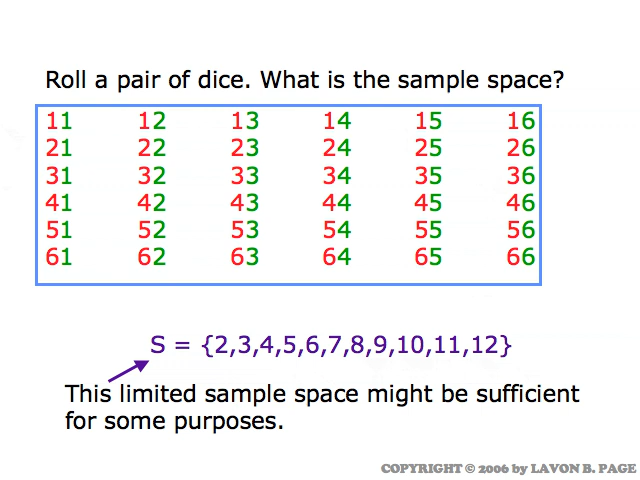 Roll a pair of dice. What is the sample space?
11 12 13 14 15 16
21 22 23 24 25 26
31 32 33 34 35 36
41 42 43 44 45 46
51 52 53 54 55 56
61 62 63 64 65 66
S = {2,3,4,5,6,7,8,9,10,11,12}
This limited sample space might be sufficient
for some purposes.
COPYRIGHT © 2006 by LAVON B. PAGE